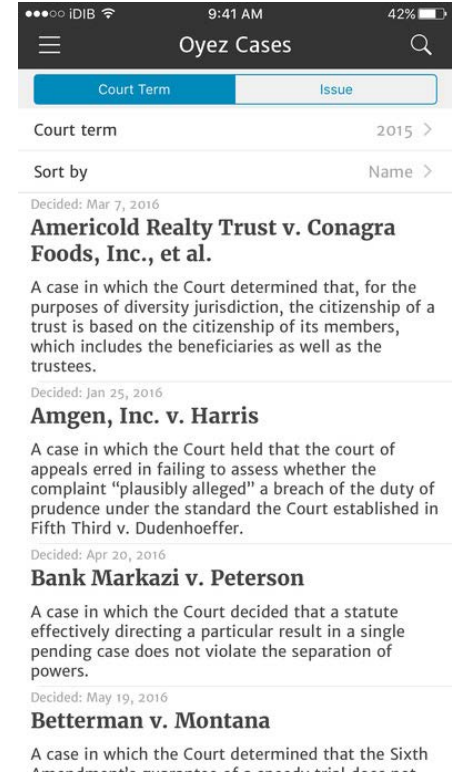 iDIB 9:41 AM 42%
Oyez Cases
Court Term Issue
Court term 2015 >
Sort by Name >
Decided: Mar 7, 2016
Americold Realty Trust v. Conagra
Foods, Inc., et al.
A case in which the Court determined that, for the
purposes of diversity jurisdiction, the citizenship of a
trust is based on the citizenship of its members,
which includes the beneficiaries as well as the
trustees.
Decided: Jan 25, 2016
Amgen, Inc. v. Harris
A case in which the Court held that the court of
appeals erred in failing to assess whether the
complaint “plausibly alleged” a breach of the duty of
prudence under the standard the Court established in
Fifth Third v. Dudenhoeffer.
Decided: Apr 20, 2016
Bank Markazi v. Peterson
A case in which the Court decided that a statute
effectively directing a particular result in a single
pending case does not violate the separation of
powers.
Decided: May 19, 2016
Betterman v. Montana
A case in which the Court determined that the Sixth
Amendment's guarantee of a speedy trial does not